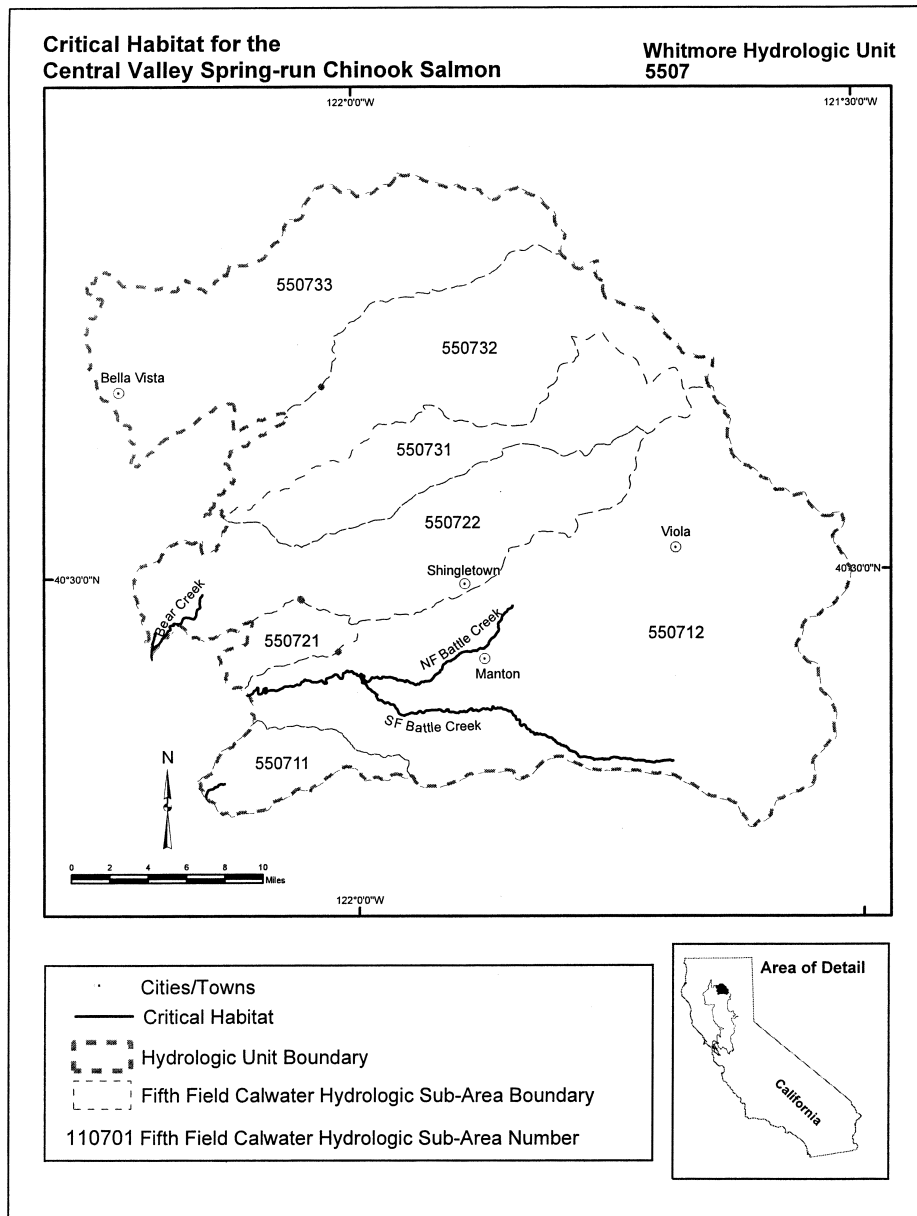 Critical Habitat for the
Central Valley Spring-run Chinook Salmon
Whitmore Hydrologic Unit
5507
122°0'0"W
121°30'0"W
550733
550732
Bella Vista
550731
550722
Viola
Shingletown
40°30'0"N
40°30'0"N
Bear Creek
550721
NF Battle Creek
550712
Manton
SF Battle Creek
550711
N
0 2 4 6 8 10
Miles
122°0'0"W
Cities/Towns
Critical Habitat
Hydrologic Unit Boundary
Fifth Field Calwater Hydrologic Sub-Area Boundary
110701 Fifth Field Calwater Hydrologic Sub-Area Number
Area of Detail
California